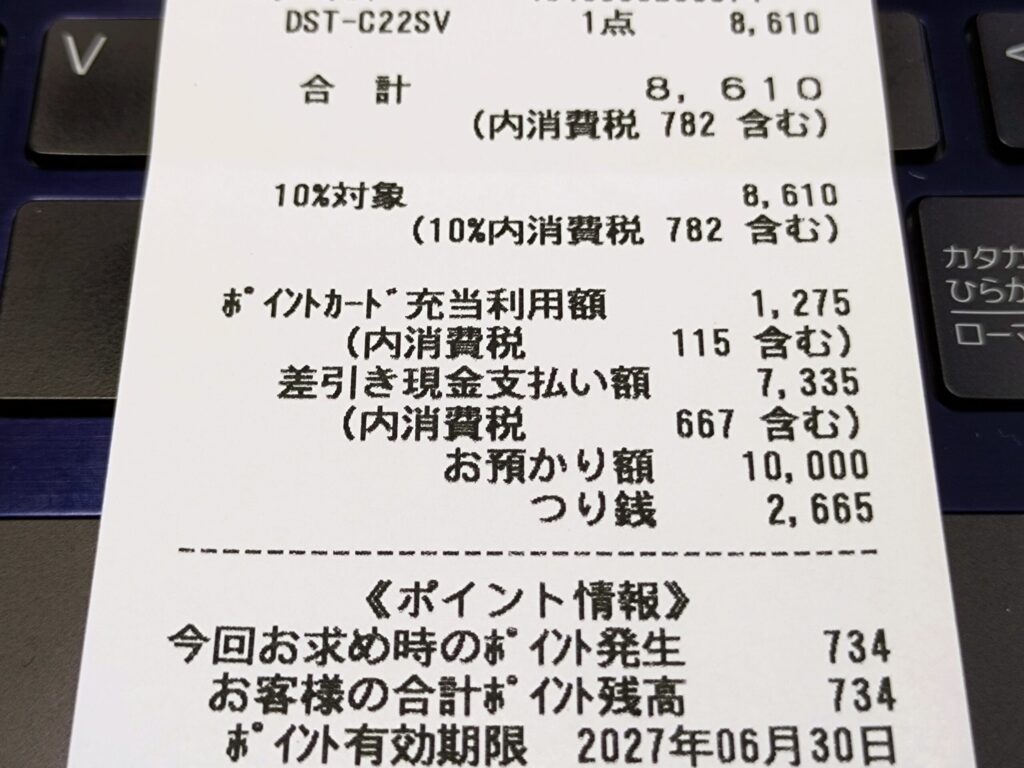 DST-C22SV 1点 8,610
合 計 8,610
(内消費税 782 含む)
10%対象 8,610
(10%内消費税 782 含む)
ﾎﾟｲﾝﾄｶｰﾄﾞ充当利用額 1,275
(内消費税 115 含む)
差引き現金支払い額 7,335
(内消費税 667 含む)
お預かり額 10,000
つり銭 2,665
《ポイント情報》
今回お求め時のﾎﾟｲﾝﾄ発生 734
お客様の合計ﾎﾟｲﾝﾄ残高 734
ﾎﾟｲﾝﾄ有効期限 2027年06月30日
V
カタカ
ひらか
ローマ